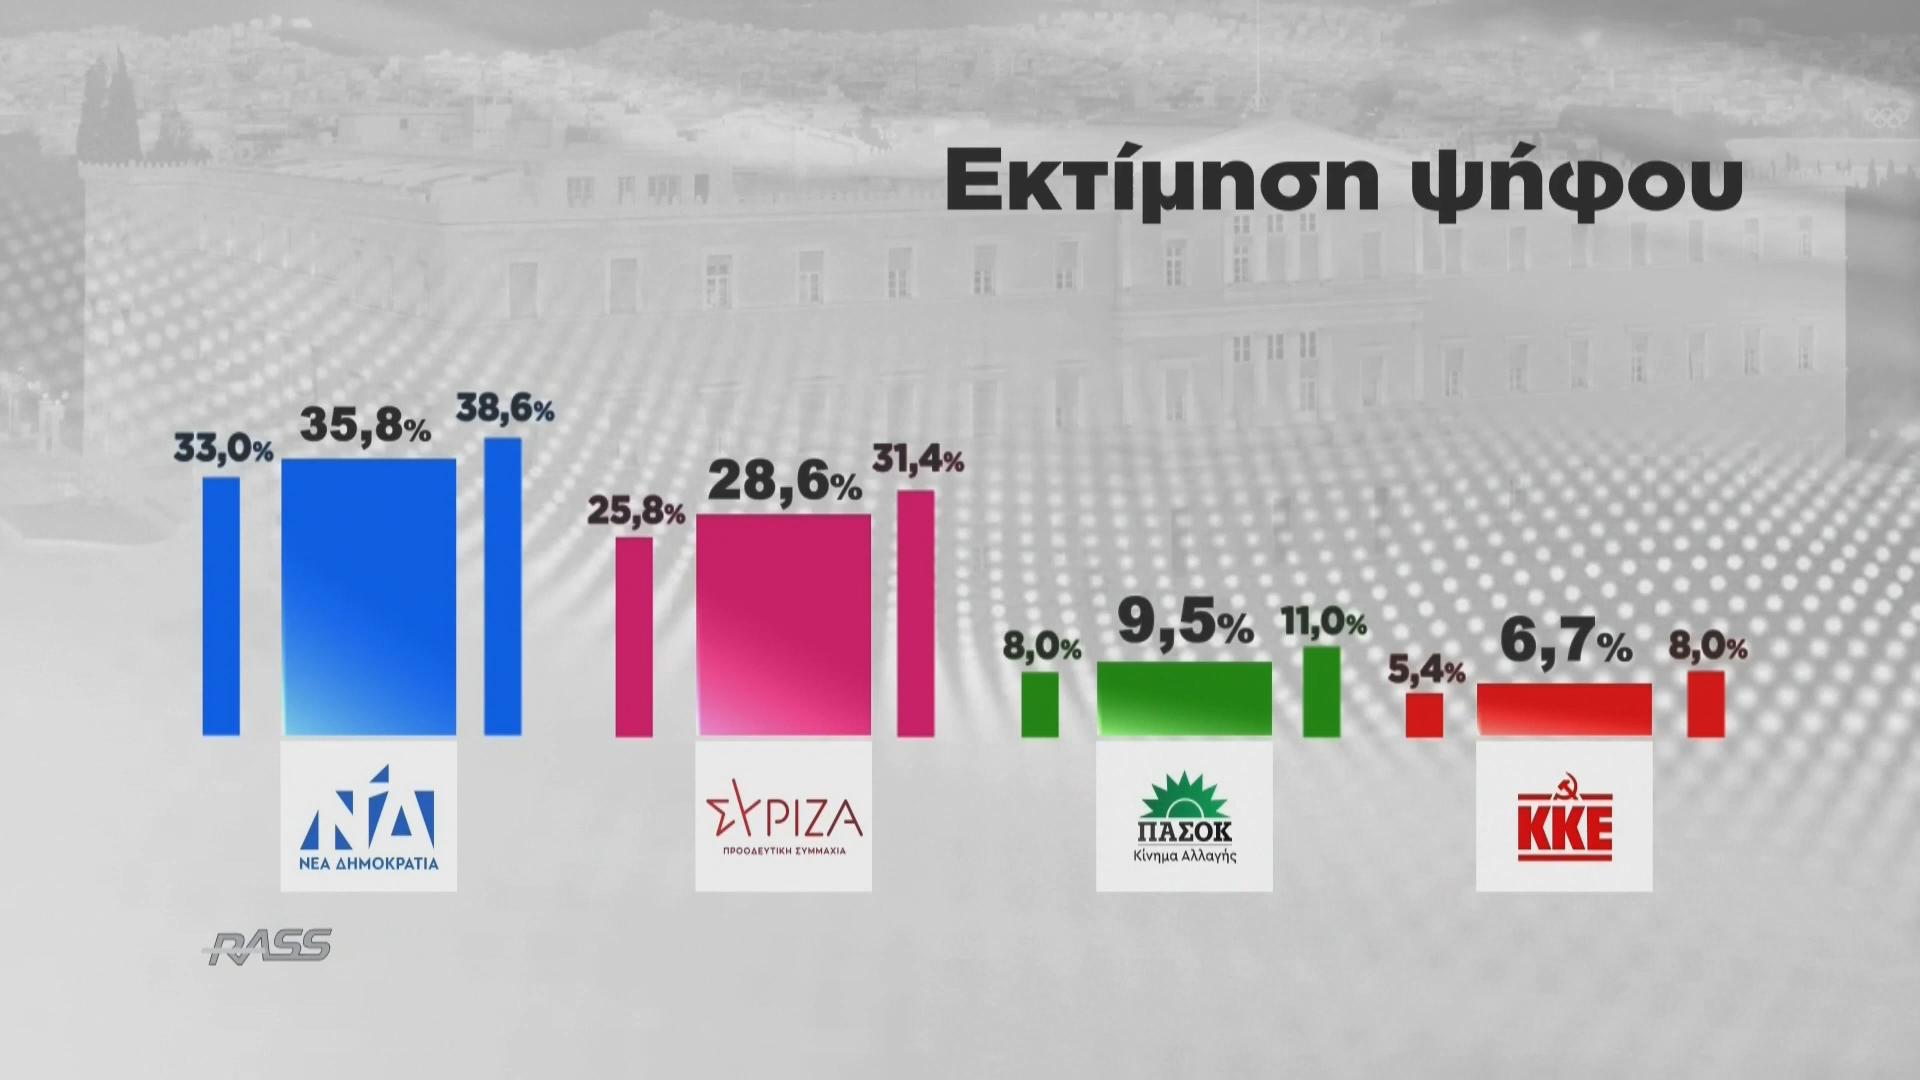 Εκτίμηση ψήφου
33,0%
35,8%
38,6%
25,8%
28,6%
31,4%
8,0%
9,5%
11,0%
5,4%
6,7%
8,0%
ΝΔ
ΝΕΑ ΔΗΜΟΚΡΑΤΙΑ
ΣΥΡΙΖΑ
ΠΡΟΟΔΕΥΤΙΚΗ ΣΥΜΜΑΧΙΑ
ΠΑΣΟΚ
Κίνημα Αλλαγής
ΚΚΕ
RASS